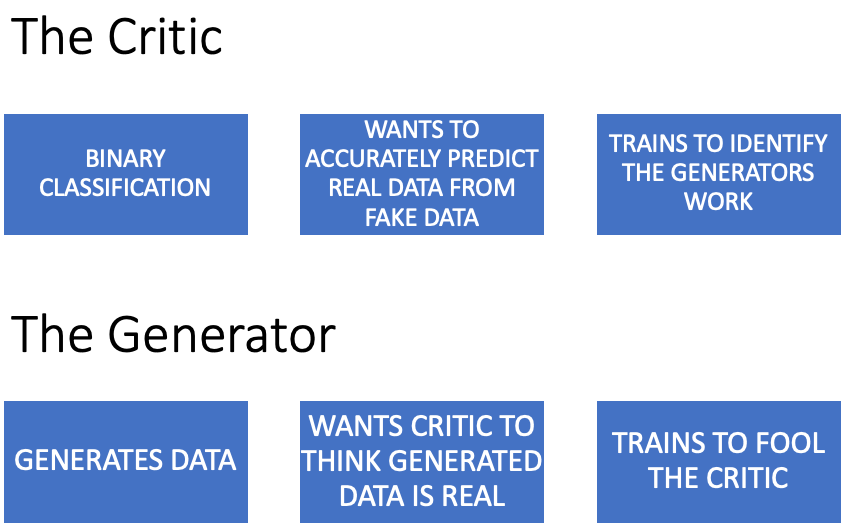 The Critic
BINARY
CLASSIFICATION
WANTS TO
ACCURATELY PREDICT
REAL DATA FROM
FAKE DATA
TRAINS TO IDENTIFY
THE GENERATORS
WORK
The Generator
GENERATES DATA
WANTS CRITIC TO
THINK GENERATED
DATA IS REAL
TRAINS TO FOOL
THE CRITIC